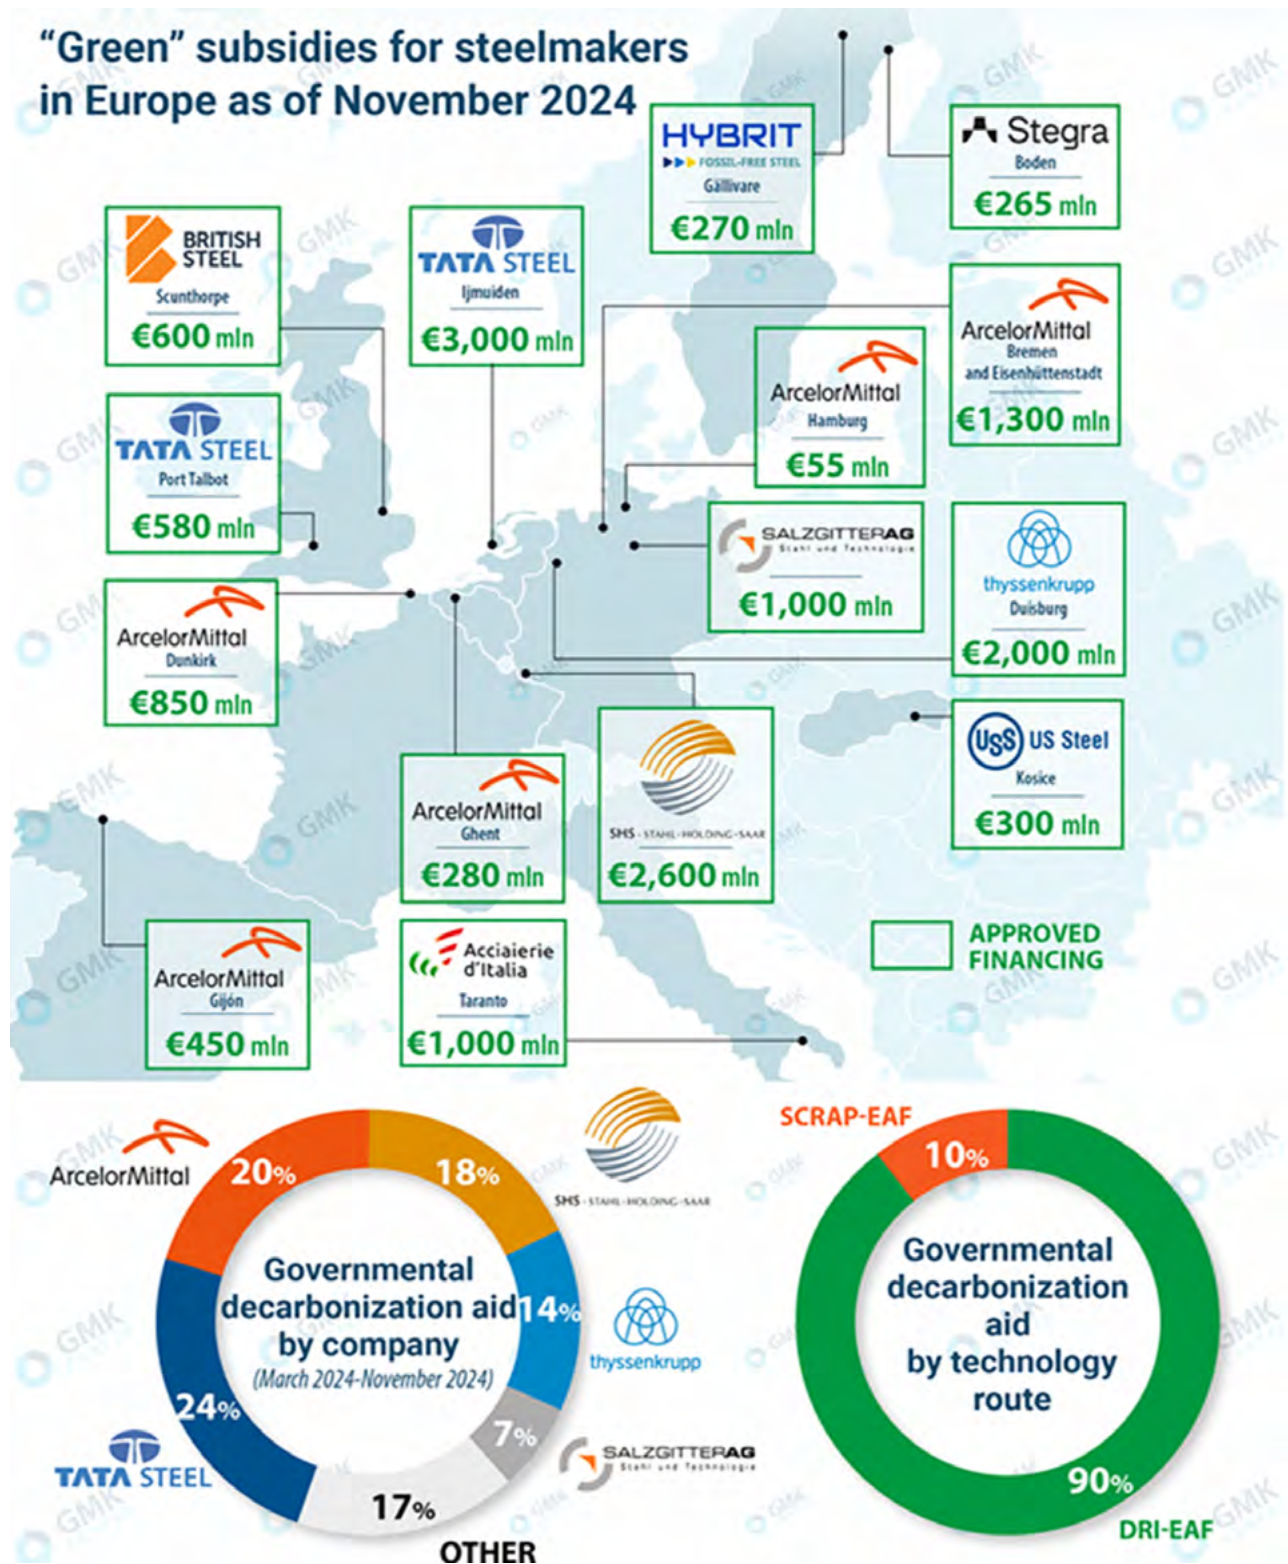 “Green” subsidies for steelmakers
in Europe as of November 2024
HYBRIT
FOSSIL-FREE STEEL
Gällivare
€270 mln
Stegra
Boden
€265 mln
BRITISH
STEEL
Scunthorpe
€600 mln
TATA STEEL
Ijmuiden
€3,000 mln
ArcelorMittal
Bremen
and Eisenhüttenstadt
€1,300 mln
ArcelorMittal
Hamburg
€55 mln
TATA STEEL
Port Talbot
€580 mln
SALZGITTERAG
Stahl und Technologie
€1,000 mln
thyssenkrupp
Duisburg
€2,000 mln
ArcelorMittal
Dunkirk
€850 mln
USS US Steel
Kosice
€300 mln
ArcelorMittal
Ghent
€280 mln
SHS - STAHL-HOLDING-SAAR
€2,600 mln
ArcelorMittal
Gijón
€450 mln
Acciaierie
d'Italia
Taranto
€1,000 mln
APPROVED
FINANCING
ArcelorMittal
20%
18%
SHS - STAHL-HOLDING-SAAR
Governmental
decarbonization aid
by company
(March 2024-November 2024)
14%
thyssenkrupp
24%
TATA STEEL
7%
SALZGITTERAG
Stahl und Technologie
17%
OTHER
SCRAP-EAF
10%
Governmental
decarbonization
aid
by technology
route
90%
DRI-EAF
GMK